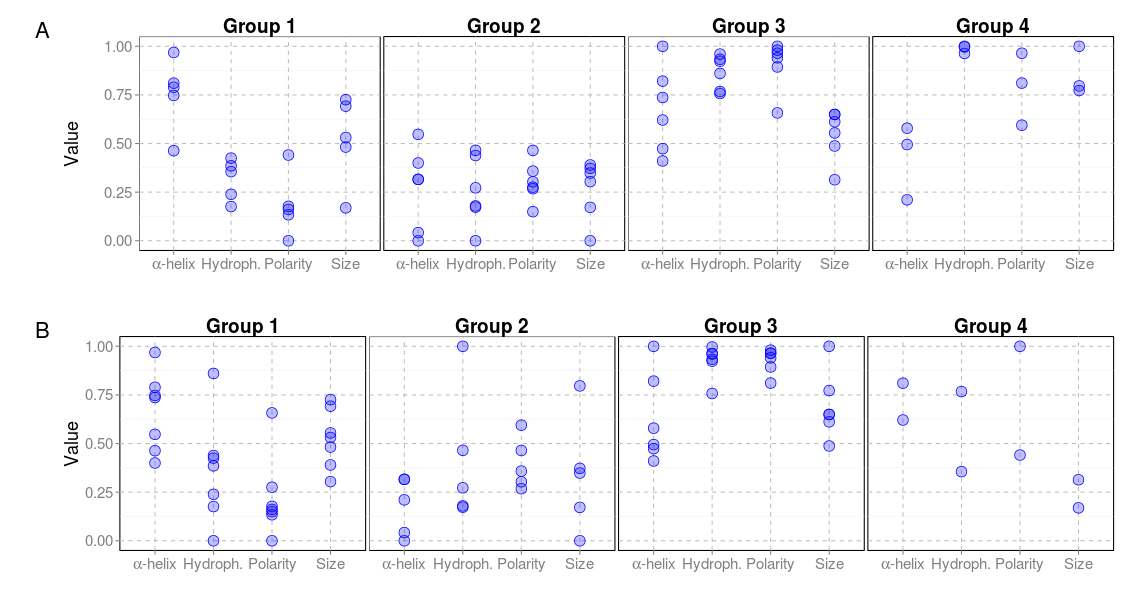 A
Group 1 Group 2 Group 3 Group 4
1.00
0.75
0.50
0.25
0.00
Value
α-helix Hydroph. Polarity Size α-helix Hydroph. Polarity Size α-helix Hydroph. Polarity Size α-helix Hydroph. Polarity Size
B
Group 1 Group 2 Group 3 Group 4
1.00
0.75
0.50
0.25
0.00
Value
α-helix Hydroph. Polarity Size α-helix Hydroph. Polarity Size α-helix Hydroph. Polarity Size α-helix Hydroph. Polarity Size